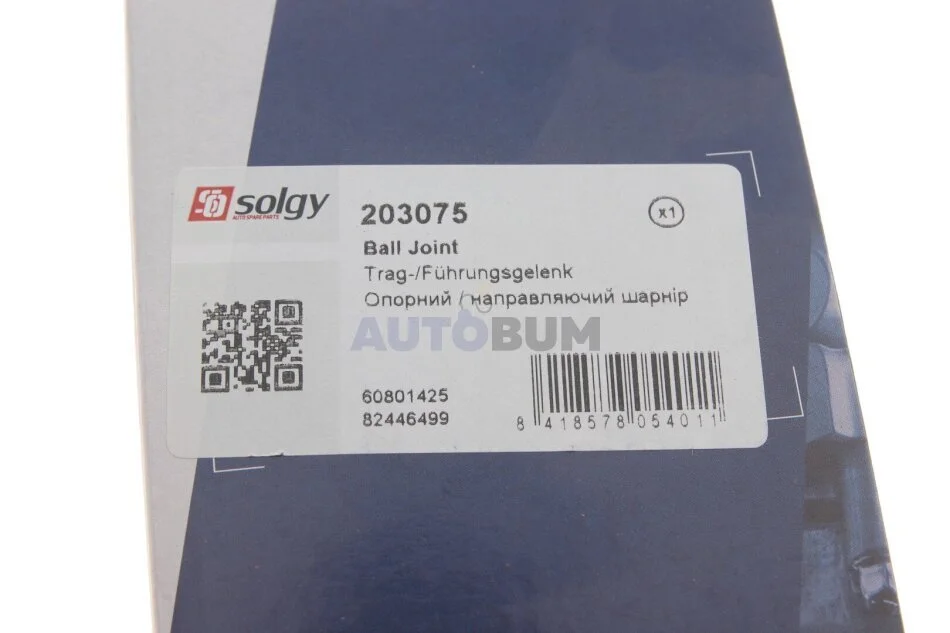 solgy
AUTO SPARE PARTS
203075
x1
Ball Joint
Trag-/Führungsgelenk
Опорний / направляючий шарнір
AUTOBUM
60801425
82446499
8 418578 054011